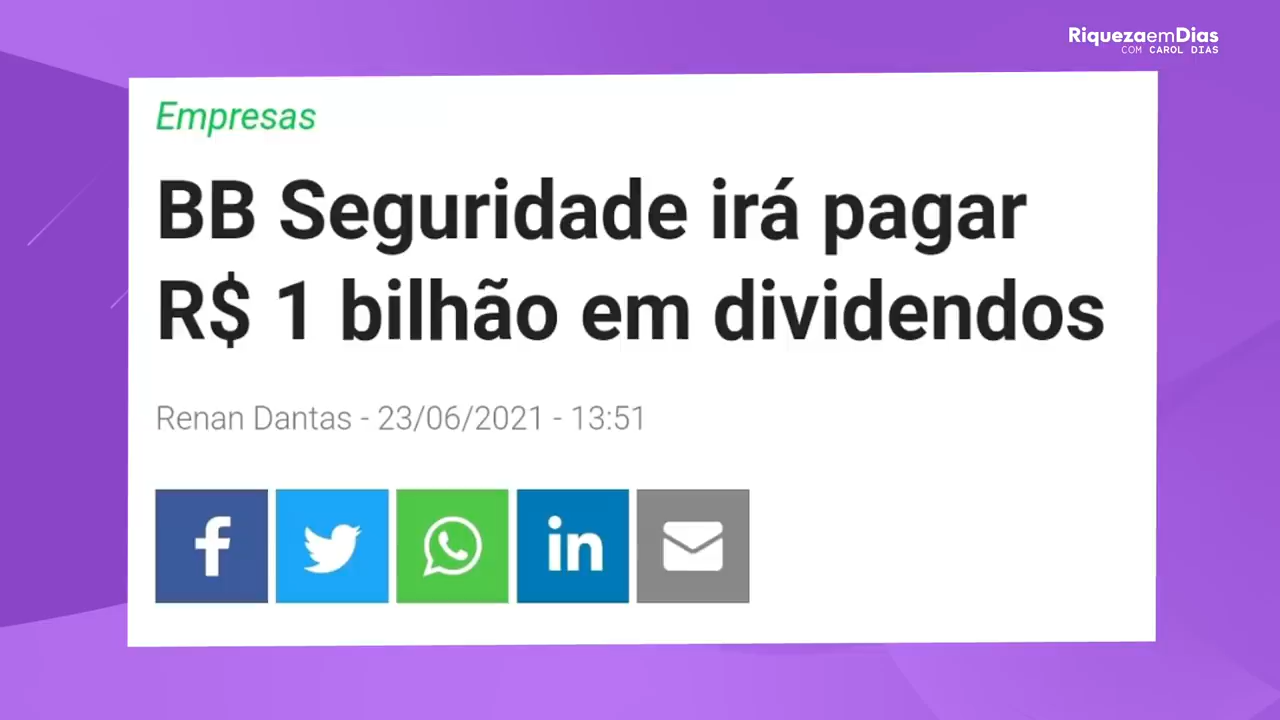 RiquezaemDias
COM CAROL DIAS
Empresas
BB Seguridade irá pagar
R$ 1 bilhão em dividendos
Renan Dantas - 23/06/2021 - 13:51
f
in